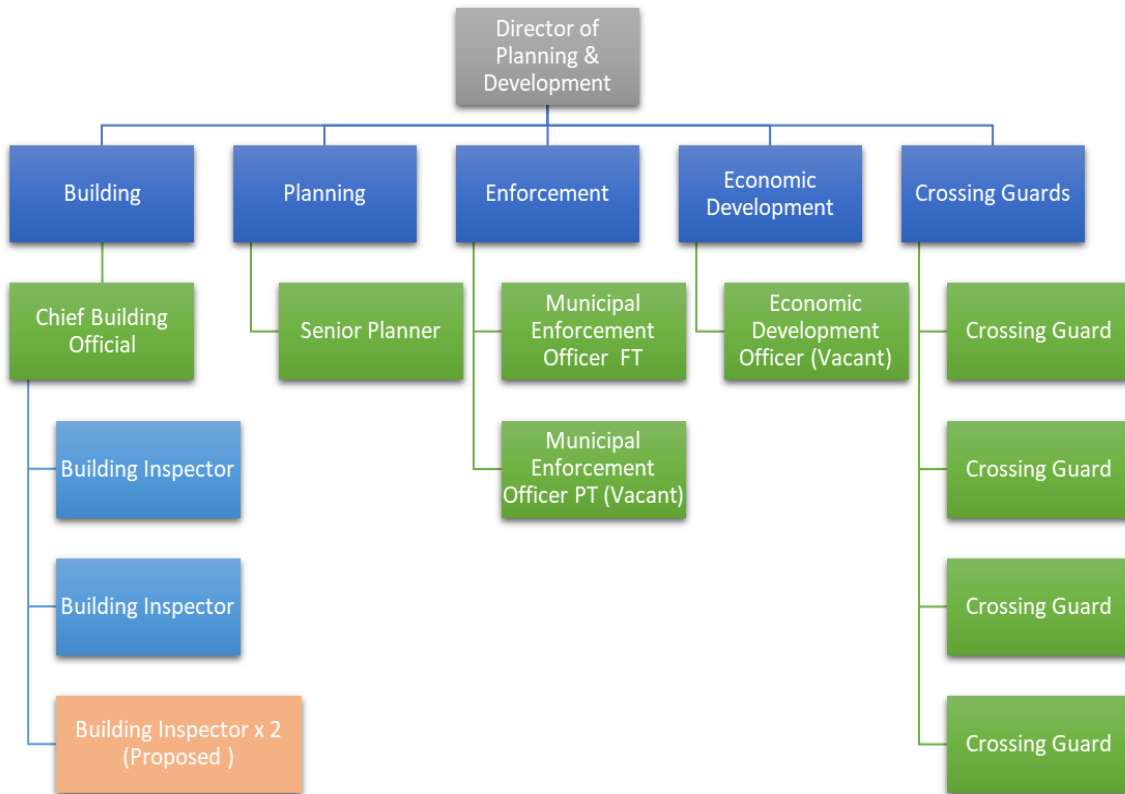 Director of
Planning &
Development
Building
Planning
Enforcement
Economic
Development
Crossing Guards
Chief Building
Official
Senior Planner
Municipal
Enforcement
Officer  FT
Economic
Development
Officer (Vacant)
Crossing Guard
Building Inspector
Municipal
Enforcement
Officer PT (Vacant)
Crossing Guard
Building Inspector
Crossing Guard
Building Inspector x 2
(Proposed )
Crossing Guard